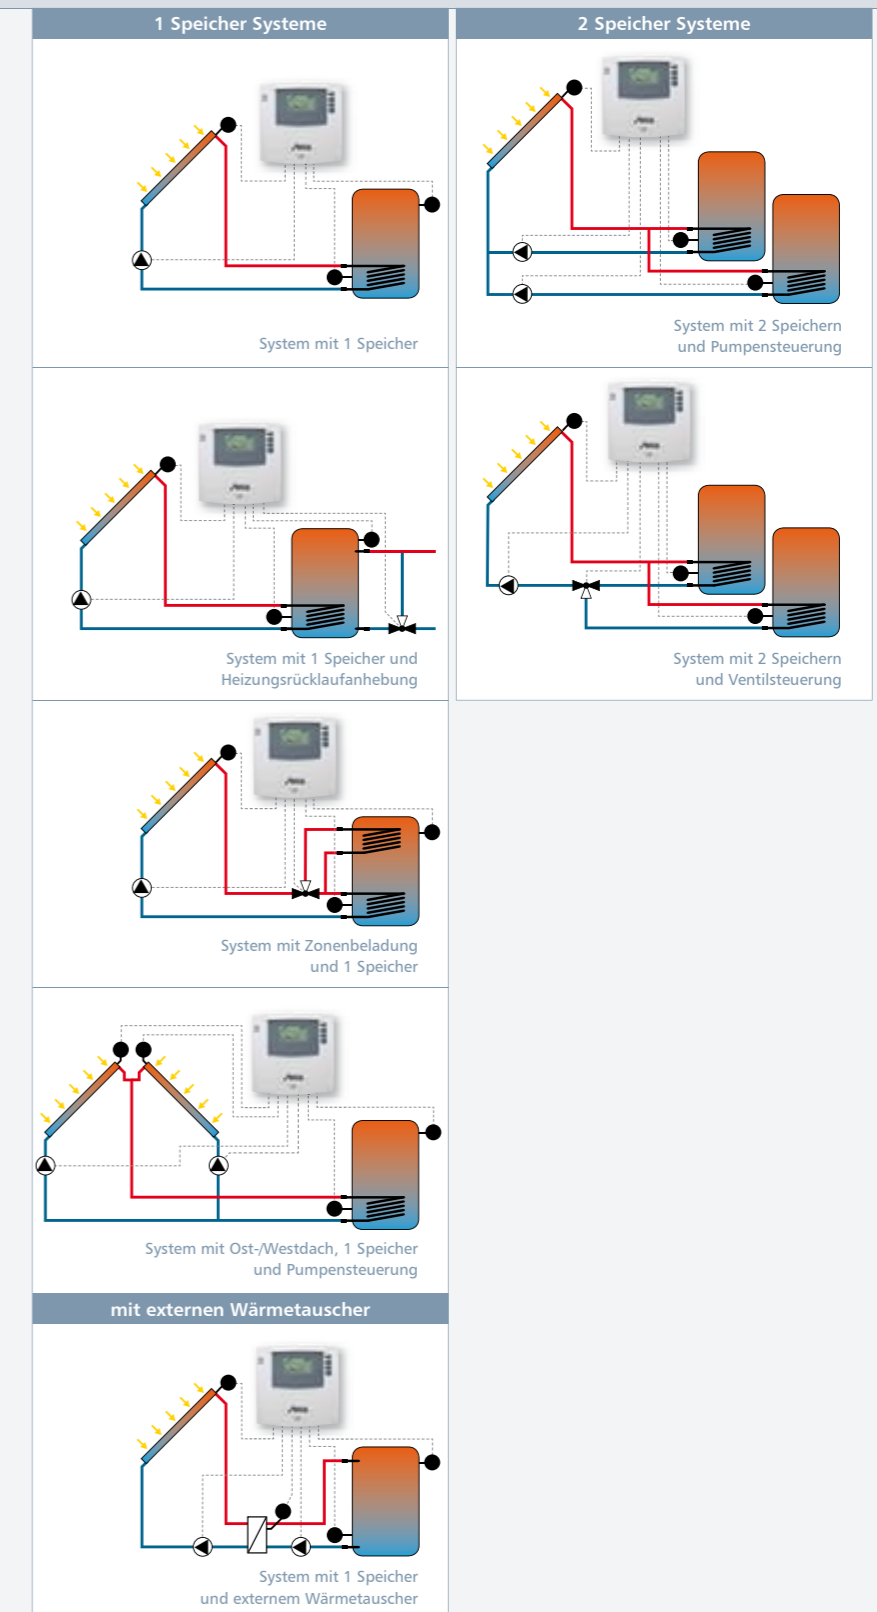 1 Speicher Systeme
System mit 1 Speicher
System mit 1 Speicher und
Heizungsrücklaufanhebung
System mit Zonenbeladung
und 1 Speicher
System mit Ost-/Westdach, 1 Speicher
und Pumpensteuerung
mit externen Wärmetauscher
System mit 1 Speicher
und externem Wärmetauscher
2 Speicher Systeme
System mit 2 Speichern
und Pumpensteuerung
System mit 2 Speichern
und Ventilsteuerung